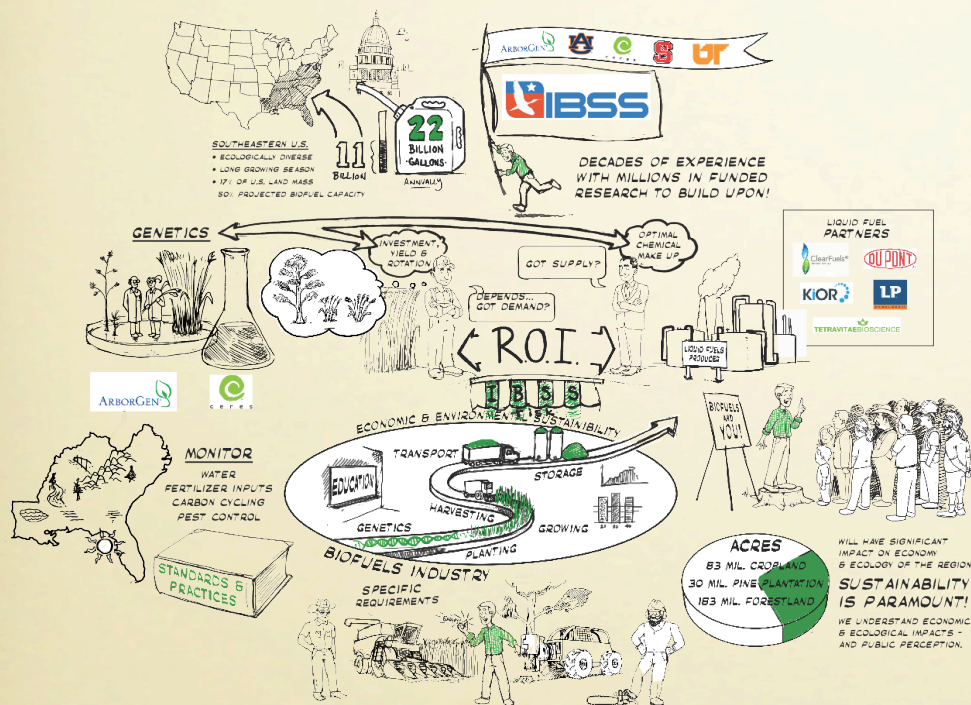 ARBORGEN
ceres
UT
IBSS
SOUTHEASTERN U.S.
• ECOLOGICALLY DIVERSE
• LONG GROWING SEASON
• 17% OF U.S. LAND MASS
50% PROJECTED BIOFUEL CAPACITY
11
BILLION
22
BILLION
GALLONS
ANNUALLY
DECADES OF EXPERIENCE
WITH MILLIONS IN FUNDED
RESEARCH TO BUILD UPON!
GENETICS
INVESTMENT,
YIELD &
ROTATION
OPTIMAL
CHEMICAL
MAKE UP
GOT SUPPLY?
DEPENDS...
GOT DEMAND?
R.O.I.
LIQUID FUEL
PARTNERS
ClearFuels®
DUPONT
KiOR
LP
TETRAVITAEBIOSCIENCE
LIQUID FUELS
PRODUCER
ARBORGEN
ceres
IBSS
ECONOMIC & ENVIRONMENTAL SUSTAINIBILITY
TRANSPORT
STORAGE
EDUCATION
HARVESTING
GENETICS
GROWING
PLANTING
BIOFUELS INDUSTRY
BIOFUELS
AND
YOU!
MONITOR
WATER
FERTILIZER INPUTS
CARBON CYCLING
PEST CONTROL
STANDARDS &
PRACTICES
SPECIFIC
REQUIREMENTS
ACRES
83 MIL. CROPLAND
30 MIL. PINE PLANTATION
183 MIL. FORESTLAND
WILL HAVE SIGNIFICANT
IMPACT ON ECONOMY
& ECOLOGY OF THE REGION
SUSTAINABILITY
IS PARAMOUNT!
WE UNDERSTAND ECONOMIC
& ECOLOGICAL IMPACTS -
AND PUBLIC PERCEPTION.